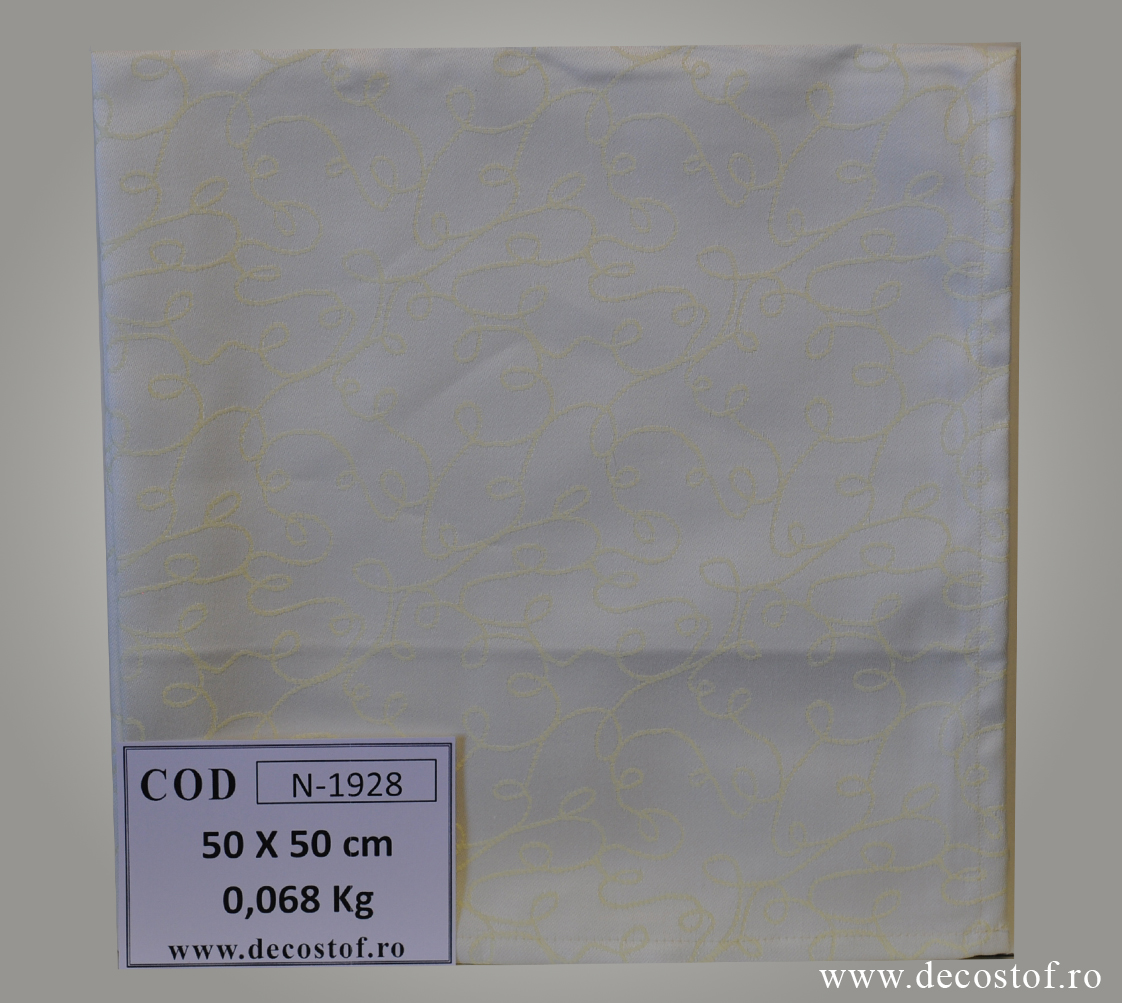 COD N-1928
50 X 50 cm
0,068 Kg
www.decostof.ro
www.decostof.ro